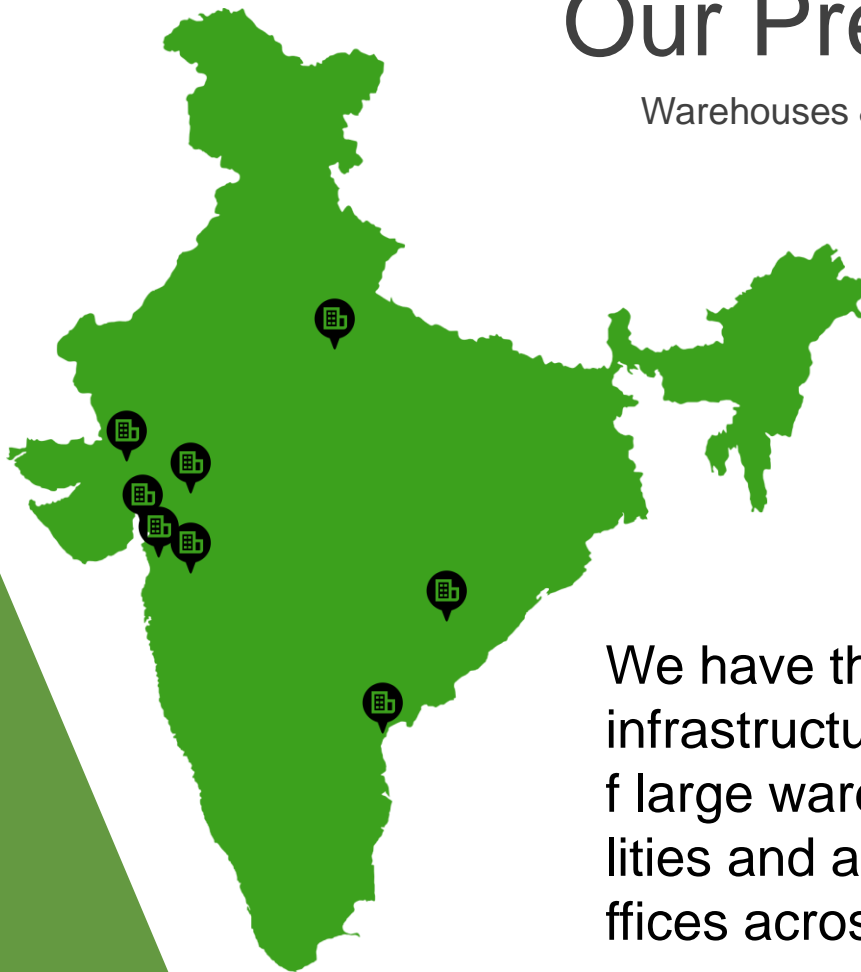 Our Pre
Warehouses
We have th
infrastructu
f large ware
lities and a
ffices acros